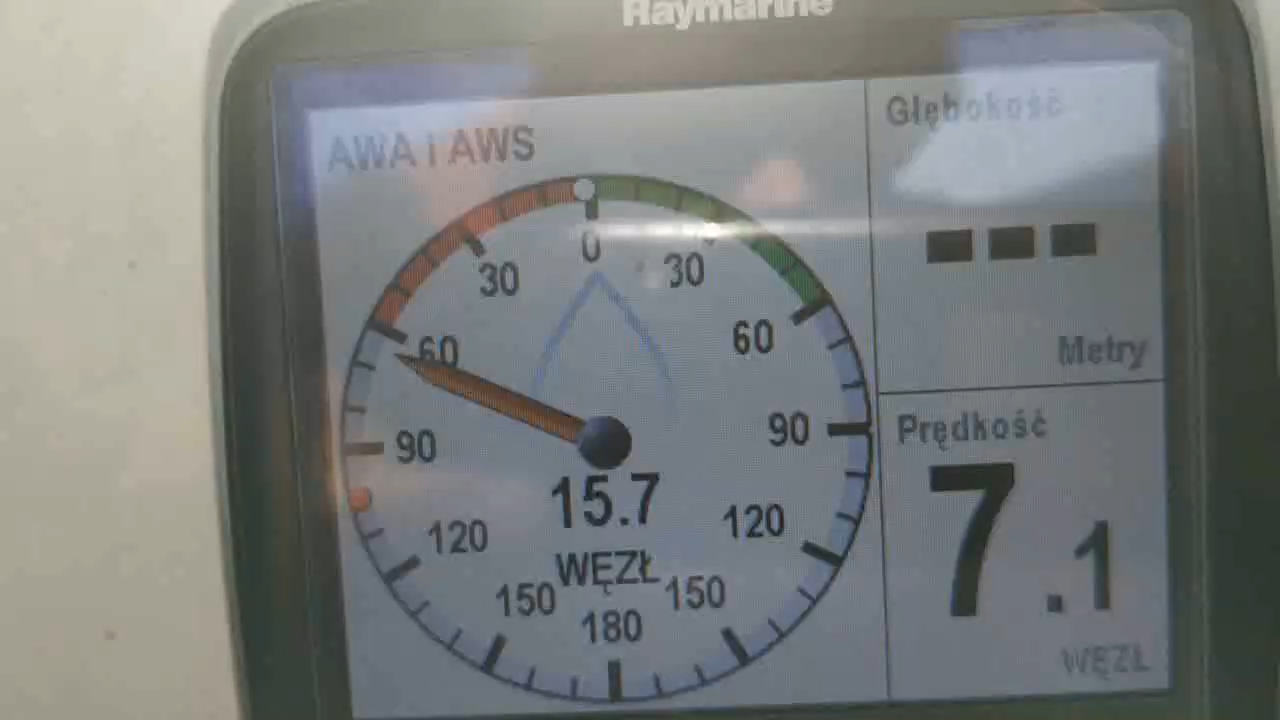 Raymarine
AWA i AWS
0
30
30
60
60
90
90
120
120
150
150
180
15.7
WĘZŁ
Głębokość
---
Metry
Prędkość
7.1
WĘZŁ